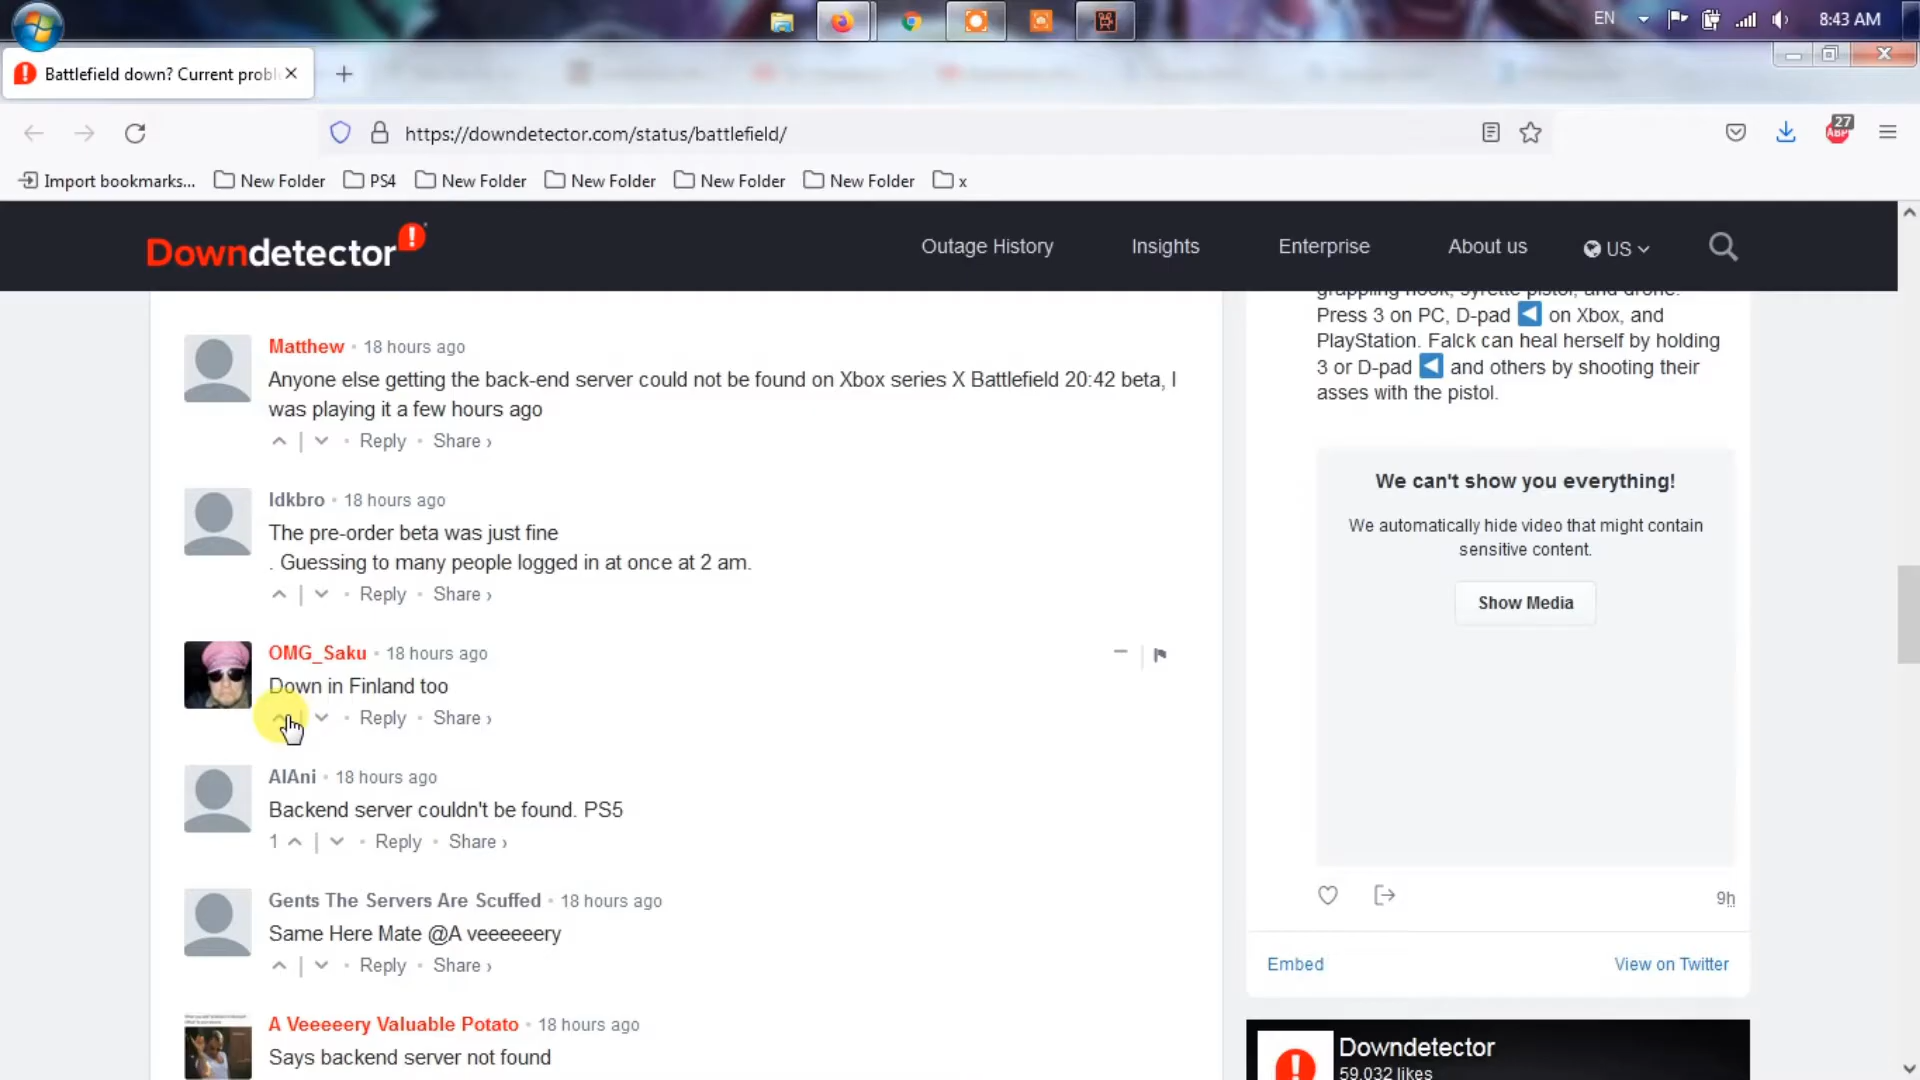 EN
8:43 AM
Battlefield down? Current probl
https://downdetector.com/status/battlefield/
27
ABP
Import bookmarks...
New Folder
PS4
New Folder
New Folder
New Folder
New Folder
x
Downdetector
Outage History
Insights
Enterprise
About us
US
Matthew • 18 hours ago
Anyone else getting the back-end server could not be found on Xbox series X Battlefield 20:42 beta, I
was playing it a few hours ago
Reply • Share ›
Idkbro • 18 hours ago
The pre-order beta was just fine
. Guessing to many people logged in at once at 2 am.
Reply • Share ›
OMG_Saku • 18 hours ago
Down in Finland too
Reply • Share ›
AlAni • 18 hours ago
Backend server couldn't be found. PS5
1
Reply • Share ›
Gents The Servers Are Scuffed • 18 hours ago
Same Here Mate @A veeeeeery
Reply • Share ›
A Veeeeery Valuable Potato • 18 hours ago
Says backend server not found
grappling hook, syrette pistol, and drone.
Press 3 on PC, D-pad ◀ on Xbox, and
PlayStation. Falck can heal herself by holding
3 or D-pad ◀ and others by shooting their
asses with the pistol.
We can't show you everything!
We automatically hide video that might contain
sensitive content.
Show Media
9h
Embed
View on Twitter
Downdetector
59,032 likes